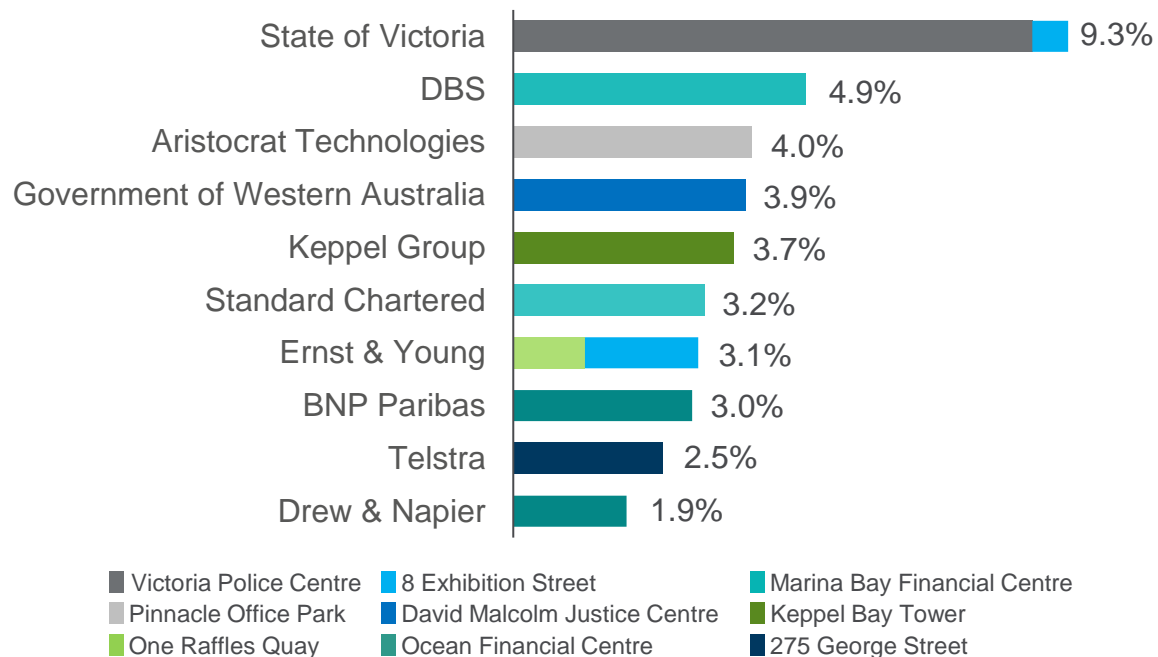 State of Victoria 9.3%
DBS 4.9%
Aristocrat Technologies 4.0%
Government of Western Australia 3.9%
Keppel Group 3.7%
Standard Chartered 3.2%
Ernst & Young 3.1%
BNP Paribas 3.0%
Telstra 2.5%
Drew & Napier 1.9%
Victoria Police Centre 8 Exhibition Street Marina Bay Financial Centre
Pinnacle Office Park David Malcolm Justice Centre Keppel Bay Tower
One Raffles Quay Ocean Financial Centre 275 George Street